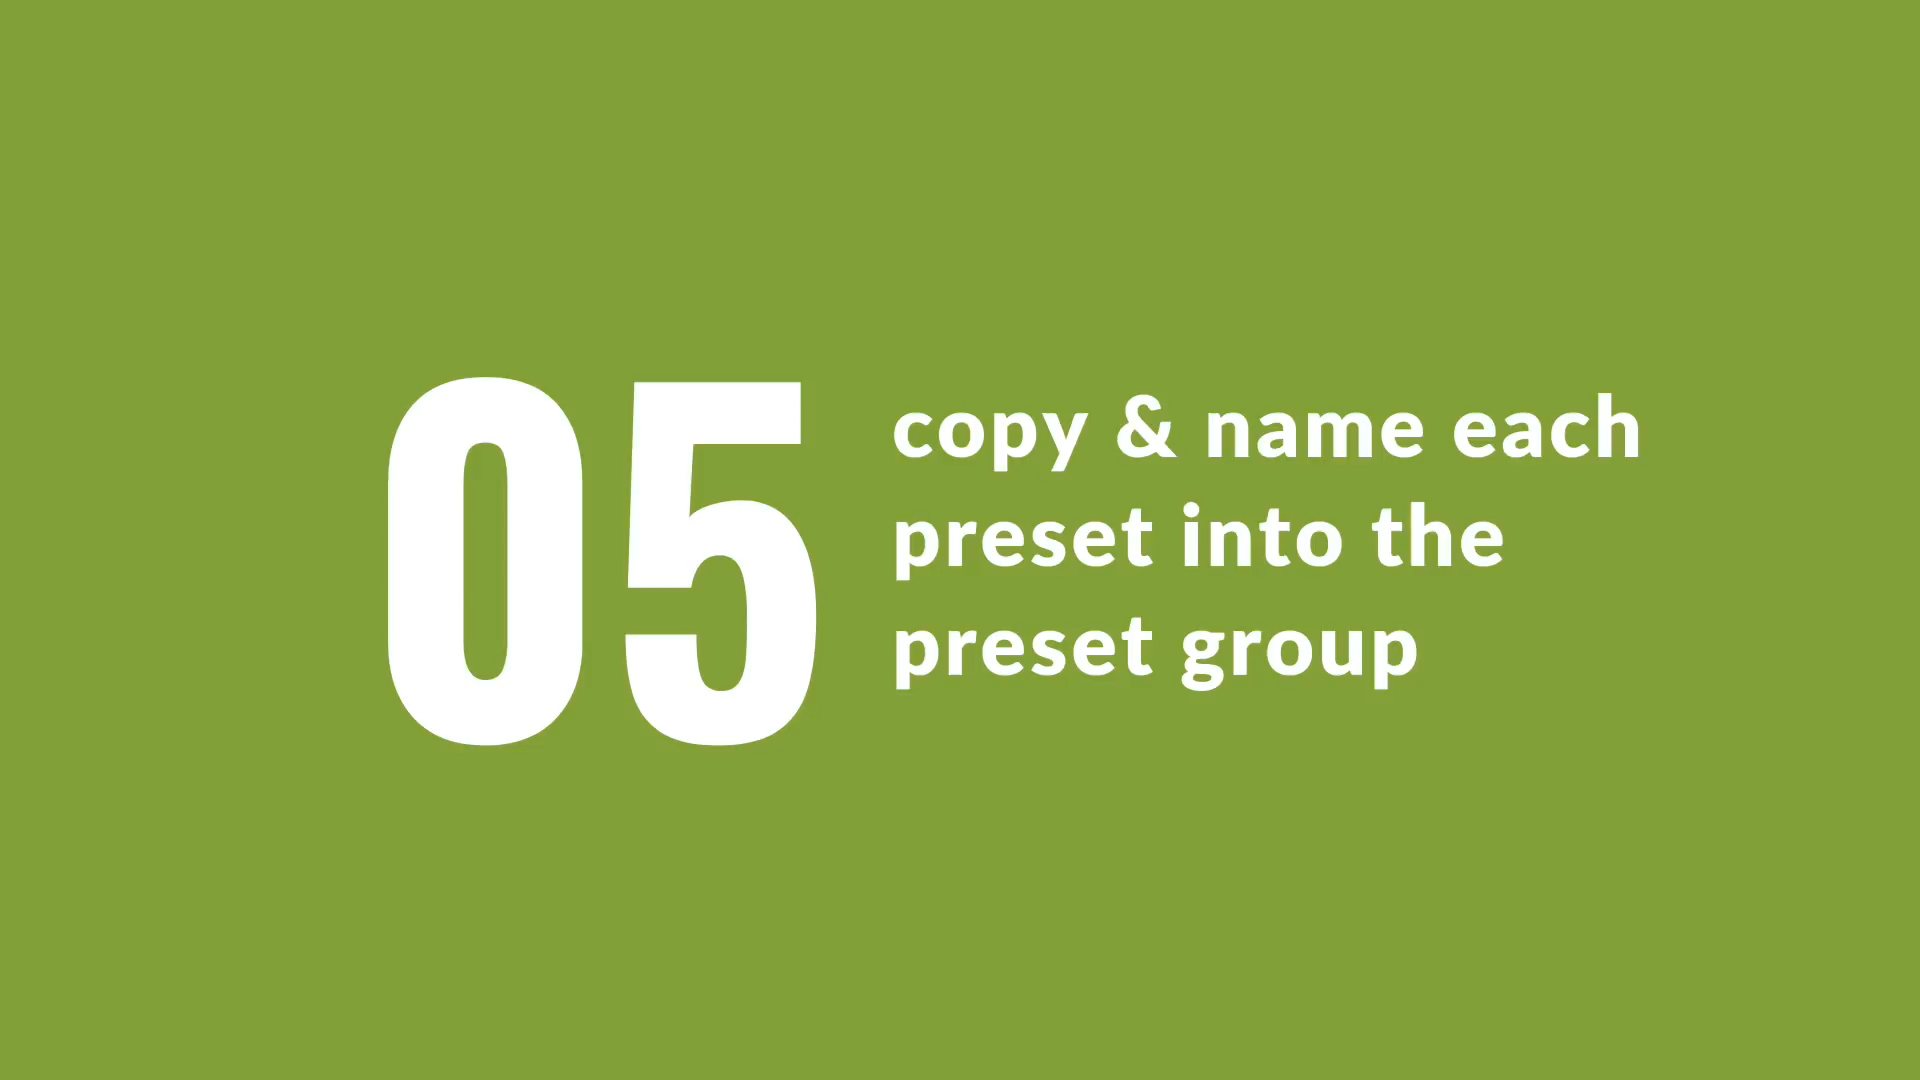 05
copy & name each
preset into the
preset group